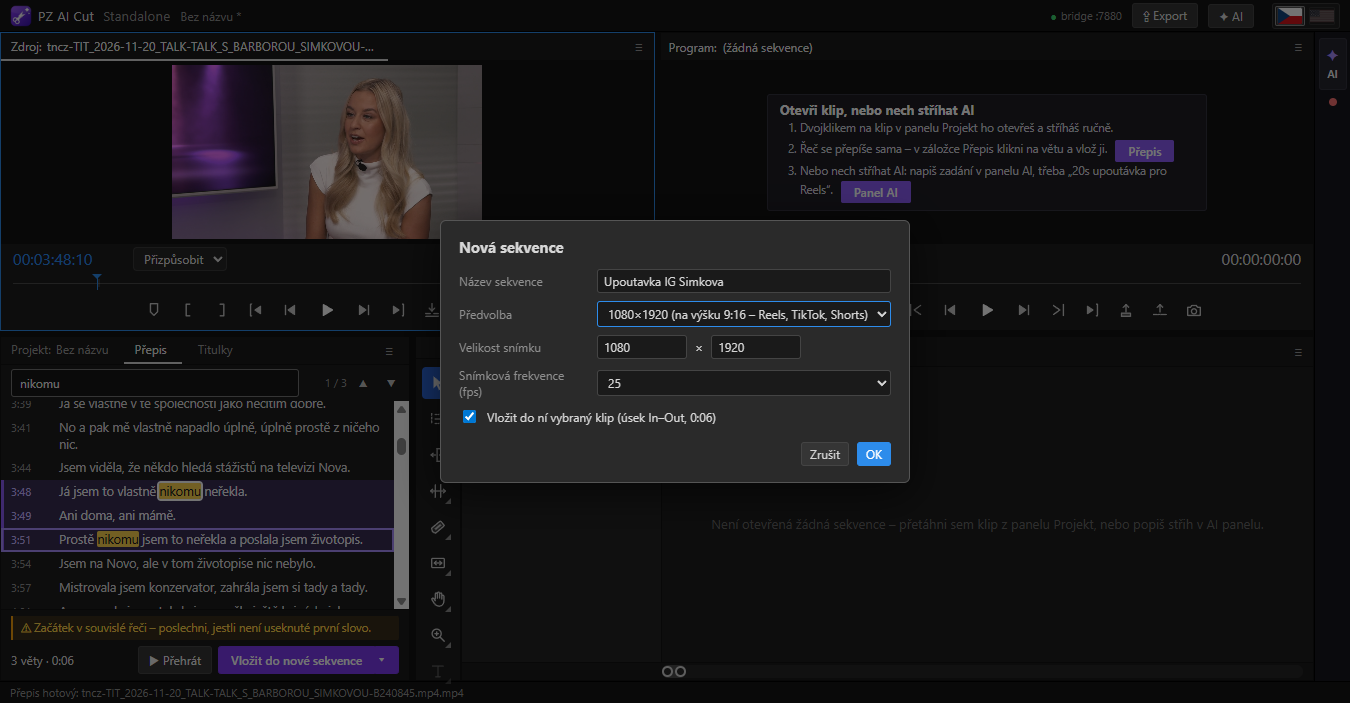 PZ AI Cut Standalone Bez názvu *
bridge :7880 Export AI
Zdroj: tncz-TIT_2026-11-20_TALK-TALK_S_BARBOROU_SIMKOVOU-...
Program: (žádná sekvence)
AI
Otevři klip, nebo nech stříhat AI
1. Dvojklikem na klip v panelu Projekt ho otevřeš a stříháš ručně.
2. Řeč se přepíše sama – v záložce Přepis klikni na větu a vlož ji. Přepis
3. Nebo nech stříhat AI: napiš zadání v panelu AI, třeba „20s upoutávka pro
Reels“. Panel AI
00:03:48:10 Přizpůsobit
00:00:00:00
Nová sekvence
Název sekvence Upoutavka IG Simkova
Předvolba 1080×1920 (na výšku 9:16 – Reels, TikTok, Shorts)
Velikost snímku 1080 × 1920
Snímková frekvence
(fps) 25
Vložit do ní vybraný klip (úsek In–Out, 0:06)
Zrušit OK
Projekt: Bez názvu Přepis Titulky
nikomu 1 / 3
3:39 Já se vlastně v té společnosti jako necítím dobře.
3:41 No a pak mě vlastně napadlo úplně, úplně prostě z ničeho
nic.
3:44 Jsem viděla, že někdo hledá stážistů na televizi Nova.
3:48 Já jsem to vlastně nikomu neřekla.
3:49 Ani doma, ani mámě.
3:51 Prostě nikomu jsem to neřekla a poslala jsem životopis.
3:54 Jsem na Novo, ale v tom životopise nic nebylo.
3:57 Mistrovala jsem konzervator, zahrála jsem si tady a tady.
Začátek v souvislé řeči – poslechni, jestli není useknuté první slovo.
3 věty · 0:06 Přehrát Vložit do nové sekvence
Není otevřená žádná sekvence – přetáhni sem klip z panelu Projekt, nebo popiš střih v AI panelu.
Přepis hotový: tncz-TIT_2026-11-20_TALK-TALK_S_BARBOROU_SIMKOVOU-B240845.mp4.mp4